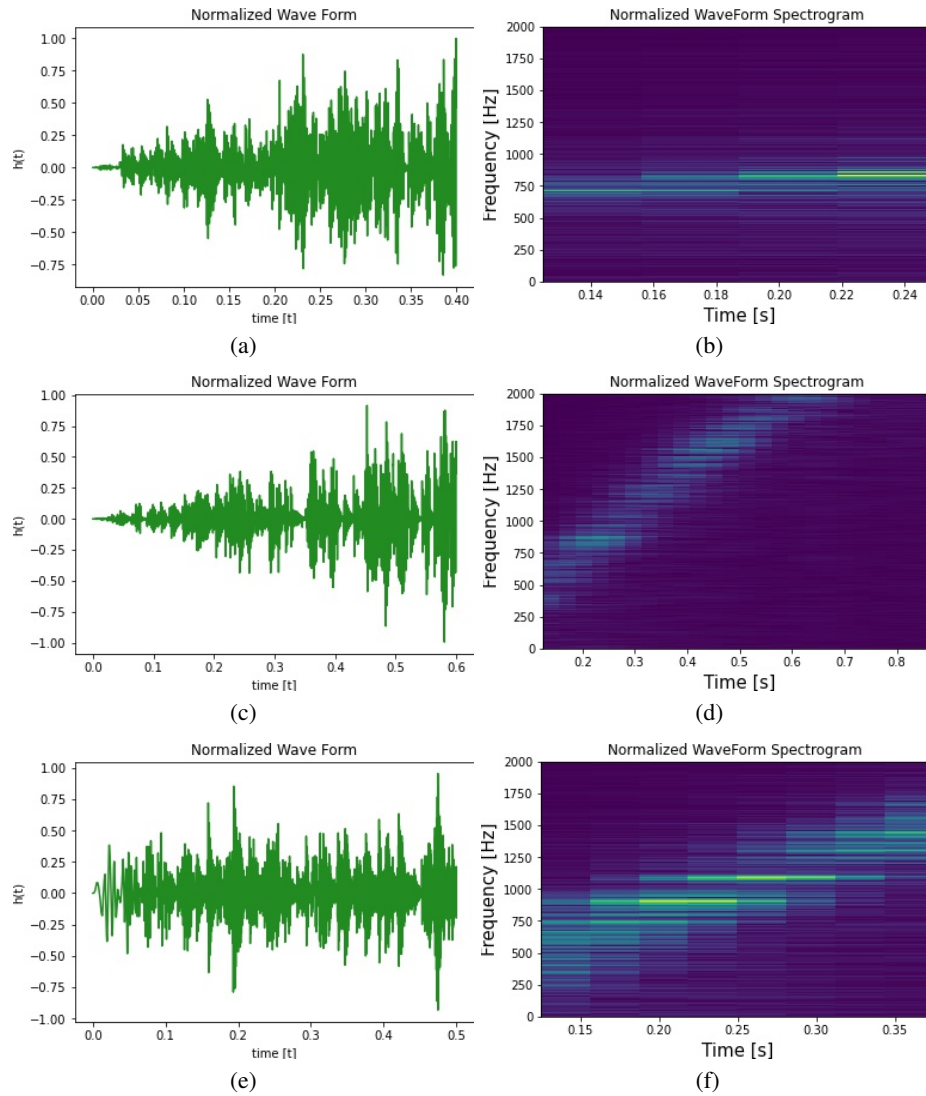 Normalized Wave Form
1.00
0.75
0.50
0.25
0.00
−0.25
−0.50
−0.75
h(t)
0.00 0.05 0.10 0.15 0.20 0.25 0.30 0.35 0.40
time [t]
(a)
Normalized WaveForm Spectrogram
2000
1750
1500
1250
1000
750
500
250
0
Frequency [Hz]
0.14 0.16 0.18 0.20 0.22 0.24
Time [s]
(b)
Normalized Wave Form
1.00
0.75
0.50
0.25
0.00
−0.25
−0.50
−0.75
−1.00
h(t)
0.0 0.1 0.2 0.3 0.4 0.5 0.6
time [t]
(c)
Normalized WaveForm Spectrogram
2000
1750
1500
1250
1000
750
500
250
0
Frequency [Hz]
0.2 0.3 0.4 0.5 0.6 0.7 0.8
Time [s]
(d)
Normalized Wave Form
1.00
0.75
0.50
0.25
0.00
−0.25
−0.50
−0.75
−1.00
h(t)
0.0 0.1 0.2 0.3 0.4 0.5
time [t]
(e)
Normalized WaveForm Spectrogram
2000
1750
1500
1250
1000
750
500
250
0
Frequency [Hz]
0.15 0.20 0.25 0.30 0.35
Time [s]
(f)